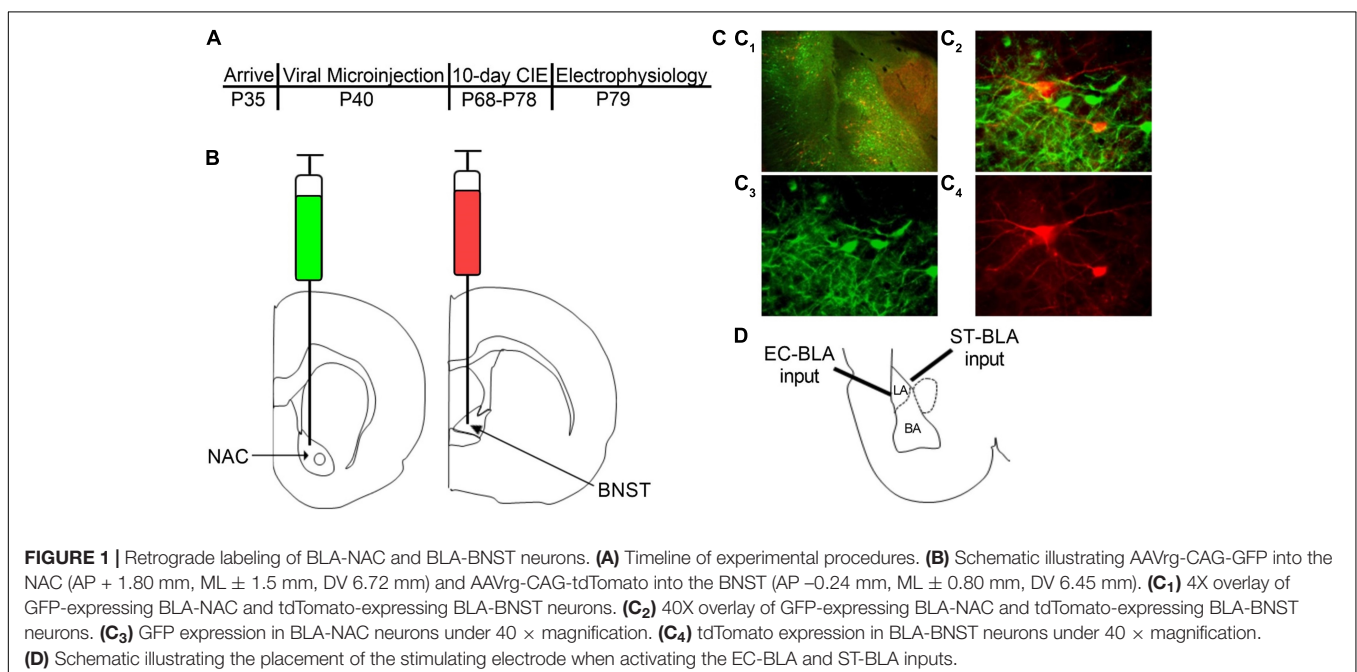 A
Arrive Viral Microinjection 10-day CIE Electrophysiology
P35 P40 P68-P78 P79
B
NAC
BNST
C C1 C2
C3 C4
D
EC-BLA
input
ST-BLA
input
LA
BA
FIGURE 1 | Retrograde labeling of BLA-NAC and BLA-BNST neurons. (A) Timeline of experimental procedures. (B) Schematic illustrating AAVrg-CAG-GFP into the
NAC (AP + 1.80 mm, ML ± 1.5 mm, DV 6.72 mm) and AAVrg-CAG-tdTomato into the BNST (AP –0.24 mm, ML ± 0.80 mm, DV 6.45 mm). (C1) 4X overlay of
GFP-expressing BLA-NAC and tdTomato-expressing BLA-BNST neurons. (C2) 40X overlay of GFP-expressing BLA-NAC and tdTomato-expressing BLA-BNST
neurons. (C3) GFP expression in BLA-NAC neurons under 40 × magnification. (C4) tdTomato expression in BLA-BNST neurons under 40 × magnification.
(D) Schematic illustrating the placement of the stimulating electrode when activating the EC-BLA and ST-BLA inputs.